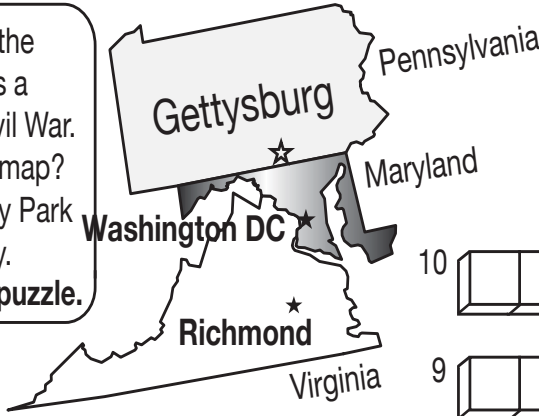 the
s a
vil War.
map?
y Park
y.
puzzle.
Pennsylvania
Gettysburg
Maryland
Washington DC
Richmond
Virginia
10
9